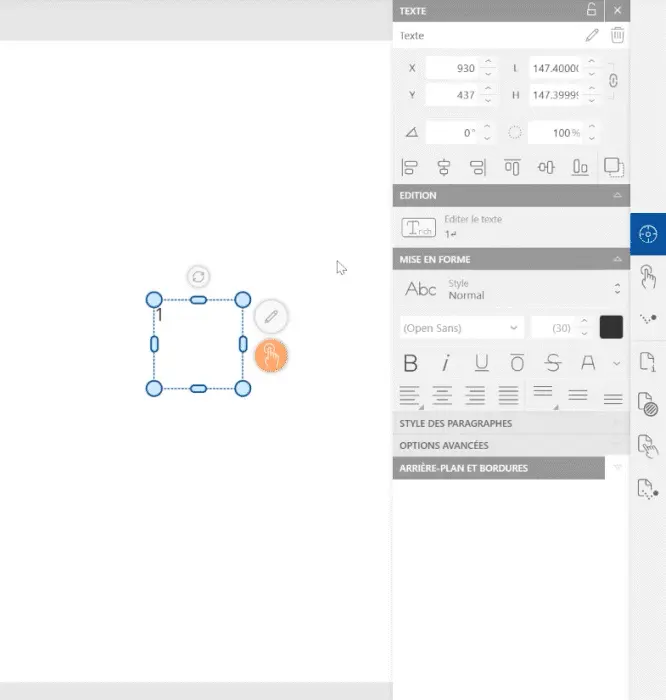 TEXTE
Texte
X 930 L 147.4000(
Y 437 H 147.3999!
0° 100 %
EDITION
Trich Editer le texte
1↵
MISE EN FORME
Abc Style
Normal
(Open Sans) (30)
B i U O S A
STYLE DES PARAGRAPHES
OPTIONS AVANCÉES
ARRIÈRE-PLAN ET BORDURES
1